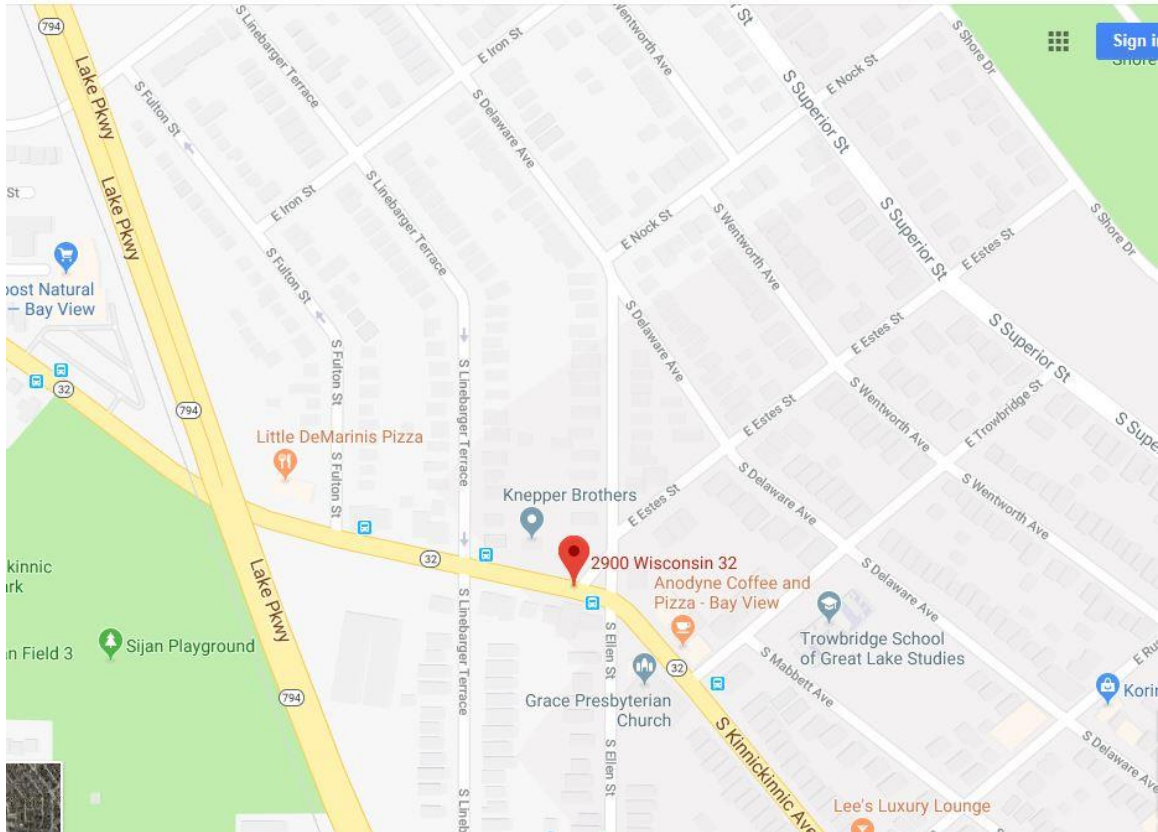 794
S Linebarger Terrace
E Iron St
Wentworth Ave
St
S Shore Dr
Sign i
Lake Pkwy
S Fulton St
S Delaware Ave
S Superior St
E Nock St
Lake Pkwy
E Iron St
S Linebarger Terrace
St
E Nock St
S Wentworth Ave
S Superior St
S Shore Dr
E Estes St
oost Natural
– Bay View
S Fulton St
S Delaware Ave
E Estes St
S Superior St
S Fulton St
S Linebarger Terrace
32
32
794
E Estes St
S Wentworth Ave
E Trowbridge St
S Supe
Little DeMarinis Pizza
S Fulton St
Knepper Brothers
E Estes St
S Delaware Ave
S Wentworth Ave
32
2900 Wisconsin 32
Anodyne Coffee and
Pizza - Bay View
Lake Pkwy
kinnic
rk
S Linebarger Terrace
S Ellen St
Trowbridge School
of Great Lake Studies
S Delaware Ave
n Field 3
Sijan Playground
794
Grace Presbyterian
Church
32
S Mabbett Ave
E Ru
Korin
S Kinnickinnic Ave
S Ellen St
S Delaware Ave
S Line
Lee's Luxury Lounge